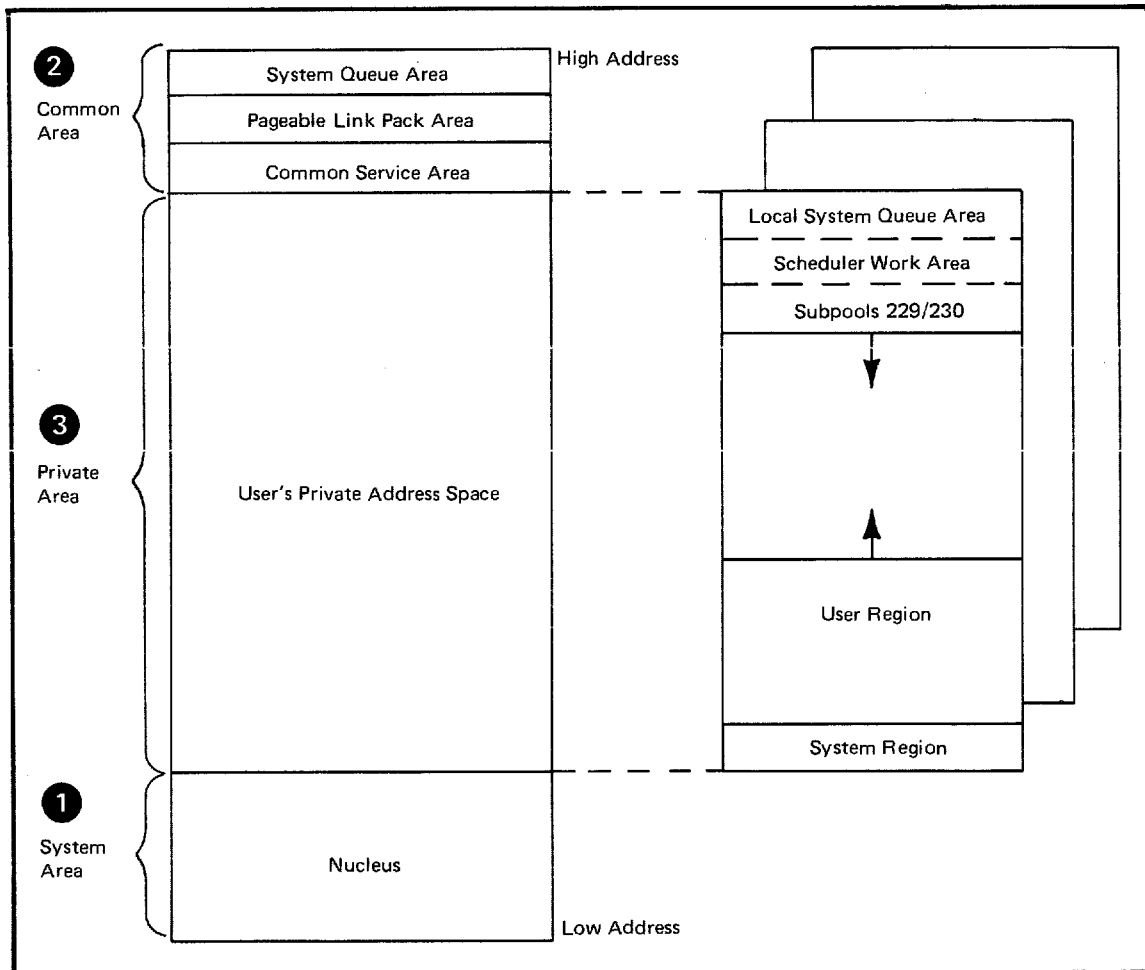 2
Common
Area
System Queue Area
Pageable Link Pack Area
Common Service Area
High Address
3
Private
Area
User's Private Address Space
1
System
Area
Nucleus
Low Address
Local System Queue Area
Scheduler Work Area
Subpools 229/230
User Region
System Region